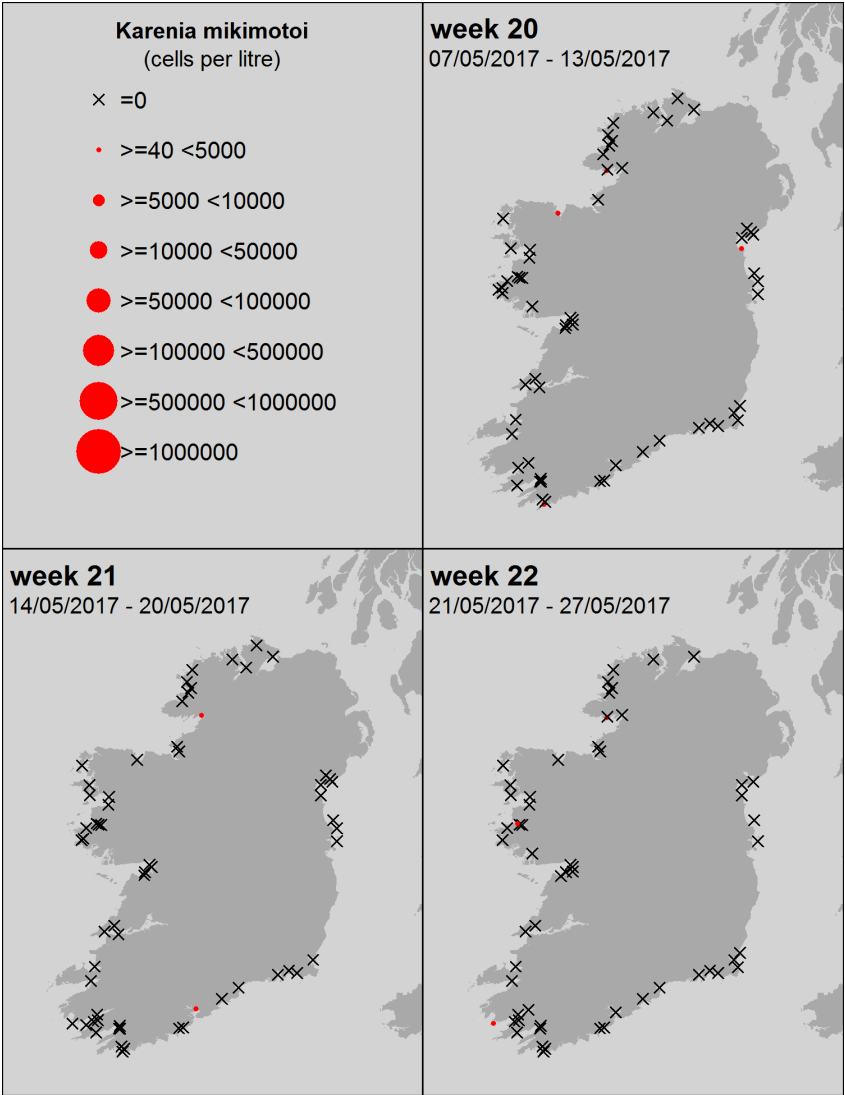 Karenia mikimotoi
(cells per litre)
=0
>=40 <5000
>=5000 <10000
>=10000 <50000
>=50000 <100000
>=100000 <500000
>=500000 <1000000
>=1000000
week 20
07/05/2017 - 13/05/2017
week 21
14/05/2017 - 20/05/2017
week 22
21/05/2017 - 27/05/2017